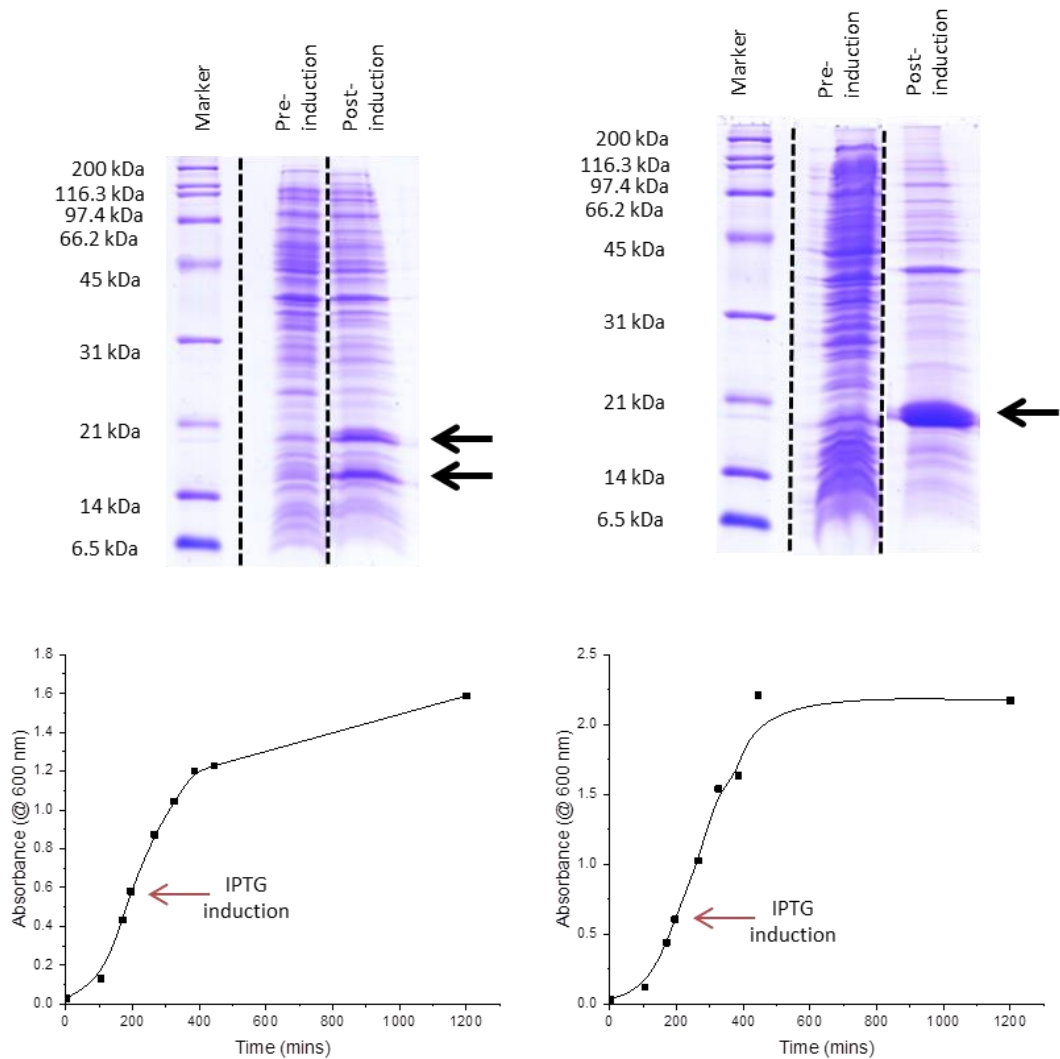 Marker
Pre-
induction
Post-
induction
200 kDa
116.3 kDa
97.4 kDa
66.2 kDa
45 kDa
31 kDa
21 kDa
14 kDa
6.5 kDa
Marker
Pre-
induction
Post-
induction
200 kDa
116.3 kDa
97.4 kDa
66.2 kDa
45 kDa
31 kDa
21 kDa
14 kDa
6.5 kDa
Absorbance (@ 600 nm)
1.8
1.6
1.4
1.2
1.0
0.8
0.6
0.4
0.2
0.0
IPTG
induction
0 200 400 600 800 1000 1200
Time (mins)
Absorbance (@ 600 nm)
2.5
2.0
1.5
1.0
0.5
0.0
IPTG
induction
0 200 400 600 800 1000 1200
Time (mins)